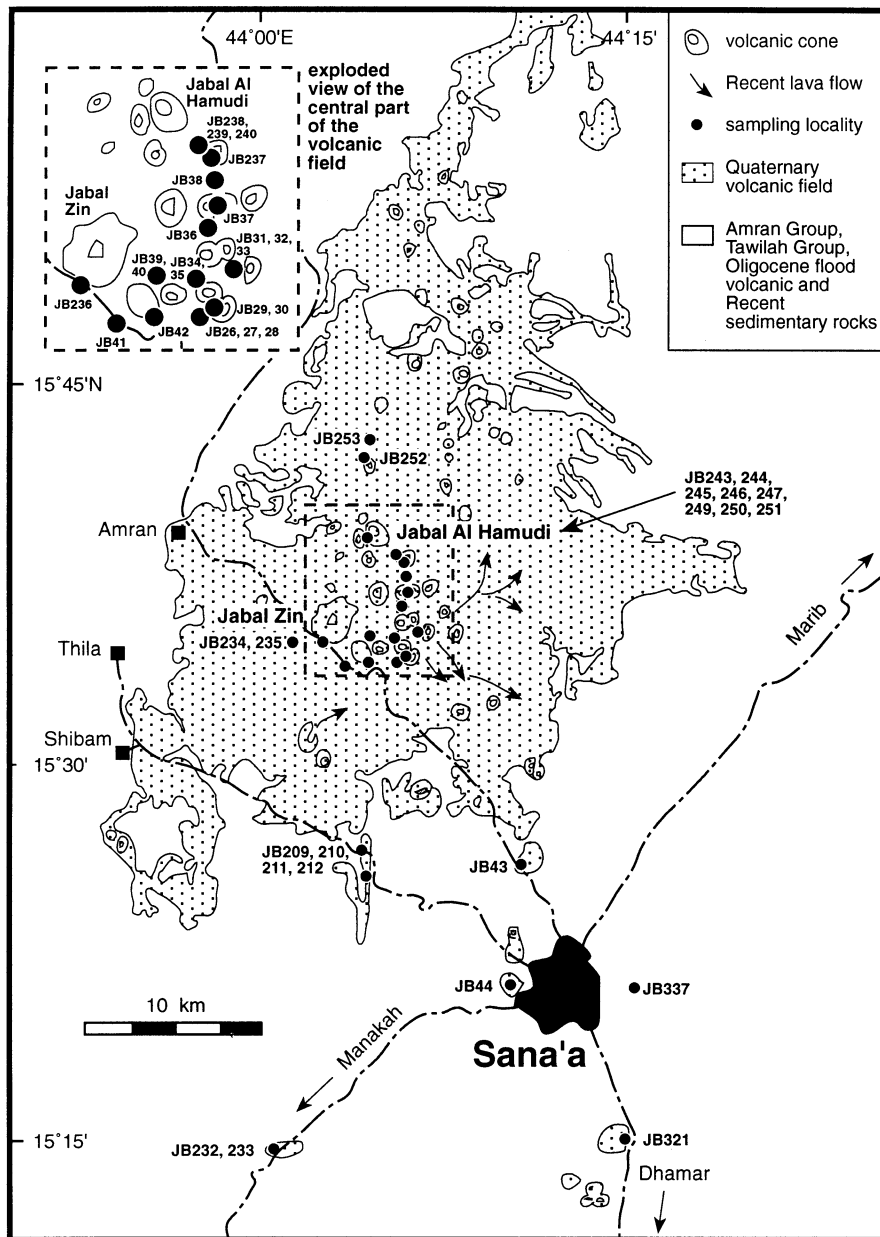 44°00'E
44°15'
Jabal Al
Hamudi
JB238,
239, 240
JB237
JB38
Jabal
Zin
JB37
JB36
JB31, 32,
33
JB39,
40
JB34,
35
JB236
JB29, 30
JB41
JB42
JB26, 27, 28
exploded
view of the
central part
of the
volcanic
field
volcanic cone
Recent lava flow
sampling locality
Quaternary
volcanic field
Amran Group,
Tawilah Group,
Oligocene flood
volcanic and
Recent
sedimentary rocks
15°45'N
JB253
JB252
JB243, 244,
245, 246, 247,
249, 250, 251
Amran
Jabal Al Hamudi
Jabal Zin
JB234, 235
Thila
Marib
Shibam
15°30'
JB209, 210,
211, 212
JB43
JB44
JB337
10 km
Sana'a
Manakah
15°15'
JB232, 233
JB321
Dhamar